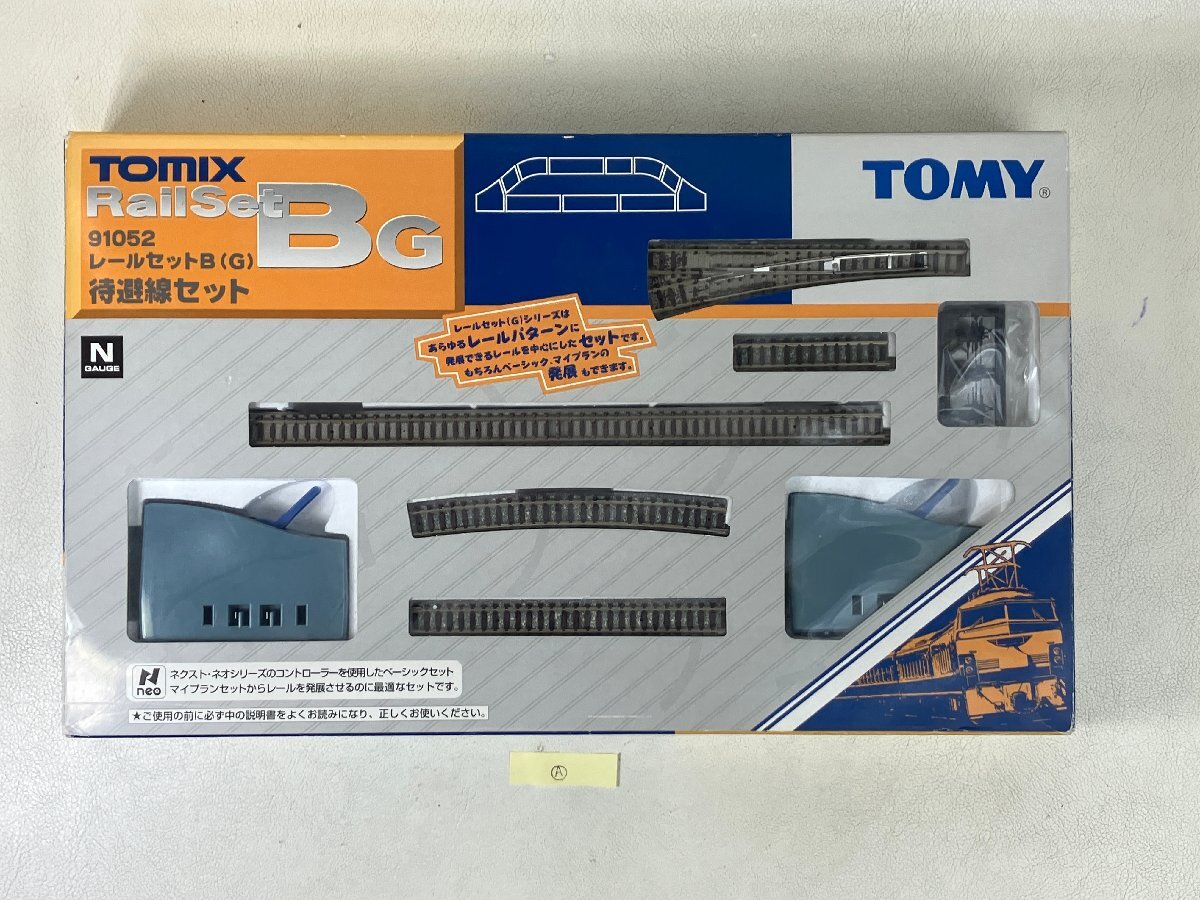 TOMIX
RailSet BG
91052
レールセットB(G)
待避線セット
TOMY®
N
GAUGE
レールセット(G)シリーズは
あらゆるレールパターンに
発展できるレールを中心にしたセットです。
もちろんベーシック、マイプランの
発展もできます。
N
neo
ネクスト・ネオシリーズのコントローラーを使用したベーシックセット
マイプランセットからレールを発展させるのに最適なセットです。
★ご使用の前に必ず中の説明書をよくお読みになり、正しくお使いください。
Ⓐ